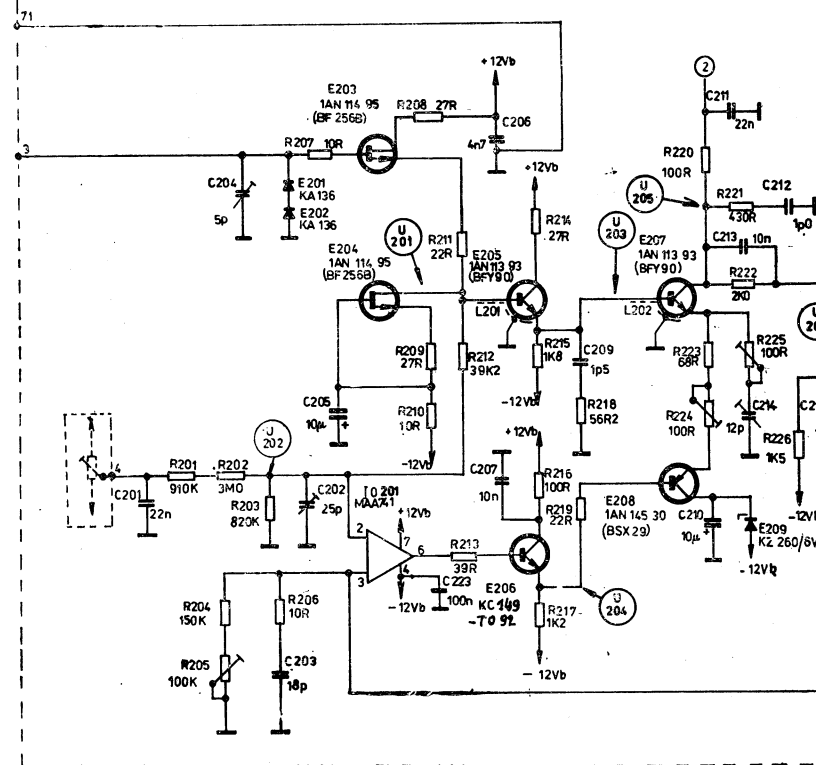 71
+12Vb
2
E203
1AN 114 95
(BF 256B)
R208 27R
C206
4n7
C211
22n
3
R207 10R
+12Vb
R220
100R
C204
5p
E201
KA 136
E202
KA 136
U
205
R221
430R
C212
1p0
R214
27R
U
201
R211
22R
E204
1AN 114 95
(BF256B)
E205
1AN 113 93
(BFY90)
U
203
E207
1AN 113 93
(BFY90)
C213 10n
R222
2K0
L201
L202
R209
27R
R212
39K2
R215
1K8
C209
1p5
R223
68R
R225
100R
C205
10µ
+
R210
10R
-12Vb
-12Vb
R218
56R2
R224
100R
C214
12p
R226
1K5
U
202
4
R201
910K
R202
3M0
C201
22n
R203
820K
C202
25p
IO 201
MAA741
+12Vb
C207
10n
+12Vb
R216
100R
R219
22R
E208
1AN 145 30
(BSX 29)
C210
10µ
+
E209
KZ 260/6V
-12Vb
-12V
2
7
6
4
3
R213
39R
C223
100n
-12Vb
E206
KC 149
-TO 92
R217
1K2
U
204
-12Vb
R204
150K
R206
10R
R205
100K
C203
18p